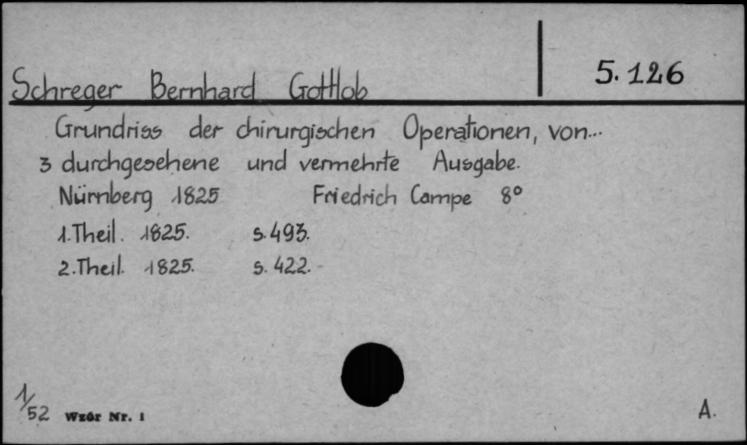 5.126
Schreger Bernhard Gottlob
Grundriss der chirurgischen Operationen, von...
3 durchgesehene und vermehrte Ausgabe.
Nürnberg 1825 Friedrich Campe 8°
1.Theil. 1825. s.493.
2.Theil. 1825. s.422.-
1/52 Wzór Nr. 1 A.